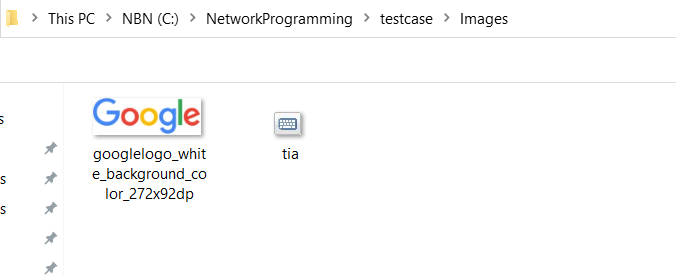 This PC > NBN (C:) > NetworkProgramming > testcase > Images
Google
googlelogo_whit
e_background_co
lor_272x92dp
tia
s
s
s